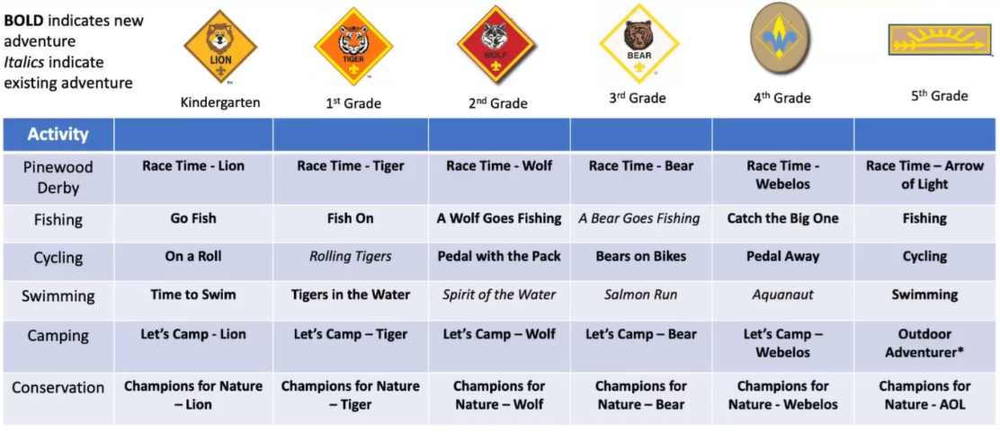 BOLD indicates new
adventure
Italics indicate
existing adventure
LION
TIGER
WOLF
BEAR
Kindergarten
1st Grade
2nd Grade
3rd Grade
4th Grade
5th Grade
Activity
Pinewood
Derby
Race Time - Lion
Race Time - Tiger
Race Time - Wolf
Race Time - Bear
Race Time -
Webelos
Race Time – Arrow
of Light
Fishing
Go Fish
Fish On
A Wolf Goes Fishing
A Bear Goes Fishing
Catch the Big One
Fishing
Cycling
On a Roll
Rolling Tigers
Pedal with the Pack
Bears on Bikes
Pedal Away
Cycling
Swimming
Time to Swim
Tigers in the Water
Spirit of the Water
Salmon Run
Aquanaut
Swimming
Camping
Let’s Camp - Lion
Let’s Camp – Tiger
Let’s Camp – Wolf
Let’s Camp – Bear
Let’s Camp –
Webelos
Outdoor
Adventurer*
Conservation
Champions for Nature
– Lion
Champions for Nature
– Tiger
Champions for
Nature – Wolf
Champions for
Nature – Bear
Champions for
Nature - Webelos
Champions for
Nature - AOL